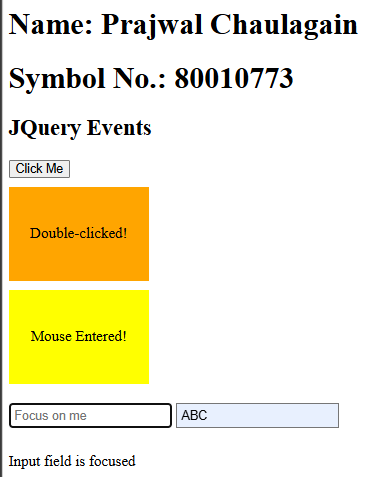 Name: Prajwal Chaulagain
Symbol No.: 80010773
JQuery Events
Click Me
Double-clicked!
Mouse Entered!
Focus on me ABC
Input field is focused